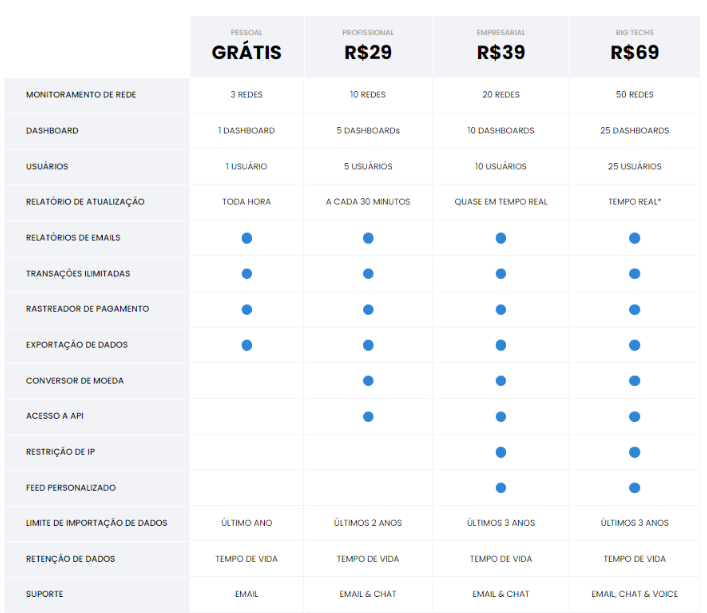 PESSOAL PROFISSIONAL EMPRESARIAL BIG TECHS
GRÁTIS R$29 R$39 R$69
MONITORAMENTO DE REDE 3 REDES 10 REDES 20 REDES 50 REDES
DASHBOARD 1 DASHBOARD 5 DASHBOARDs 10 DASHBOARDS 25 DASHBOARDS
USUÁRIOS 1 USUÁRIO 5 USUÁRIOS 10 USUÁRIOS 25 USUÁRIOS
RELATÓRIO DE ATUALIZAÇÃO TODA HORA A CADA 30 MINUTOS QUASE EM TEMPO REAL TEMPO REAL*
RELATÓRIOS DE EMAILS
TRANSAÇÕES ILIMITADAS
RASTREADOR DE PAGAMENTO
EXPORTAÇÃO DE DADOS
CONVERSOR DE MOEDA
ACESSO A API
RESTRIÇÃO DE IP
FEED PERSONALIZADO
LIMITE DE IMPORTAÇÃO DE DADOS ÚLTIMO ANO ÚLTIMOS 2 ANOS ÚLTIMOS 3 ANOS ÚLTIMOS 3 ANOS
RETENÇÃO DE DADOS TEMPO DE VIDA TEMPO DE VIDA TEMPO DE VIDA TEMPO DE VIDA
SUPORTE EMAIL EMAIL & CHAT EMAIL & CHAT EMAIL, CHAT & VOICE